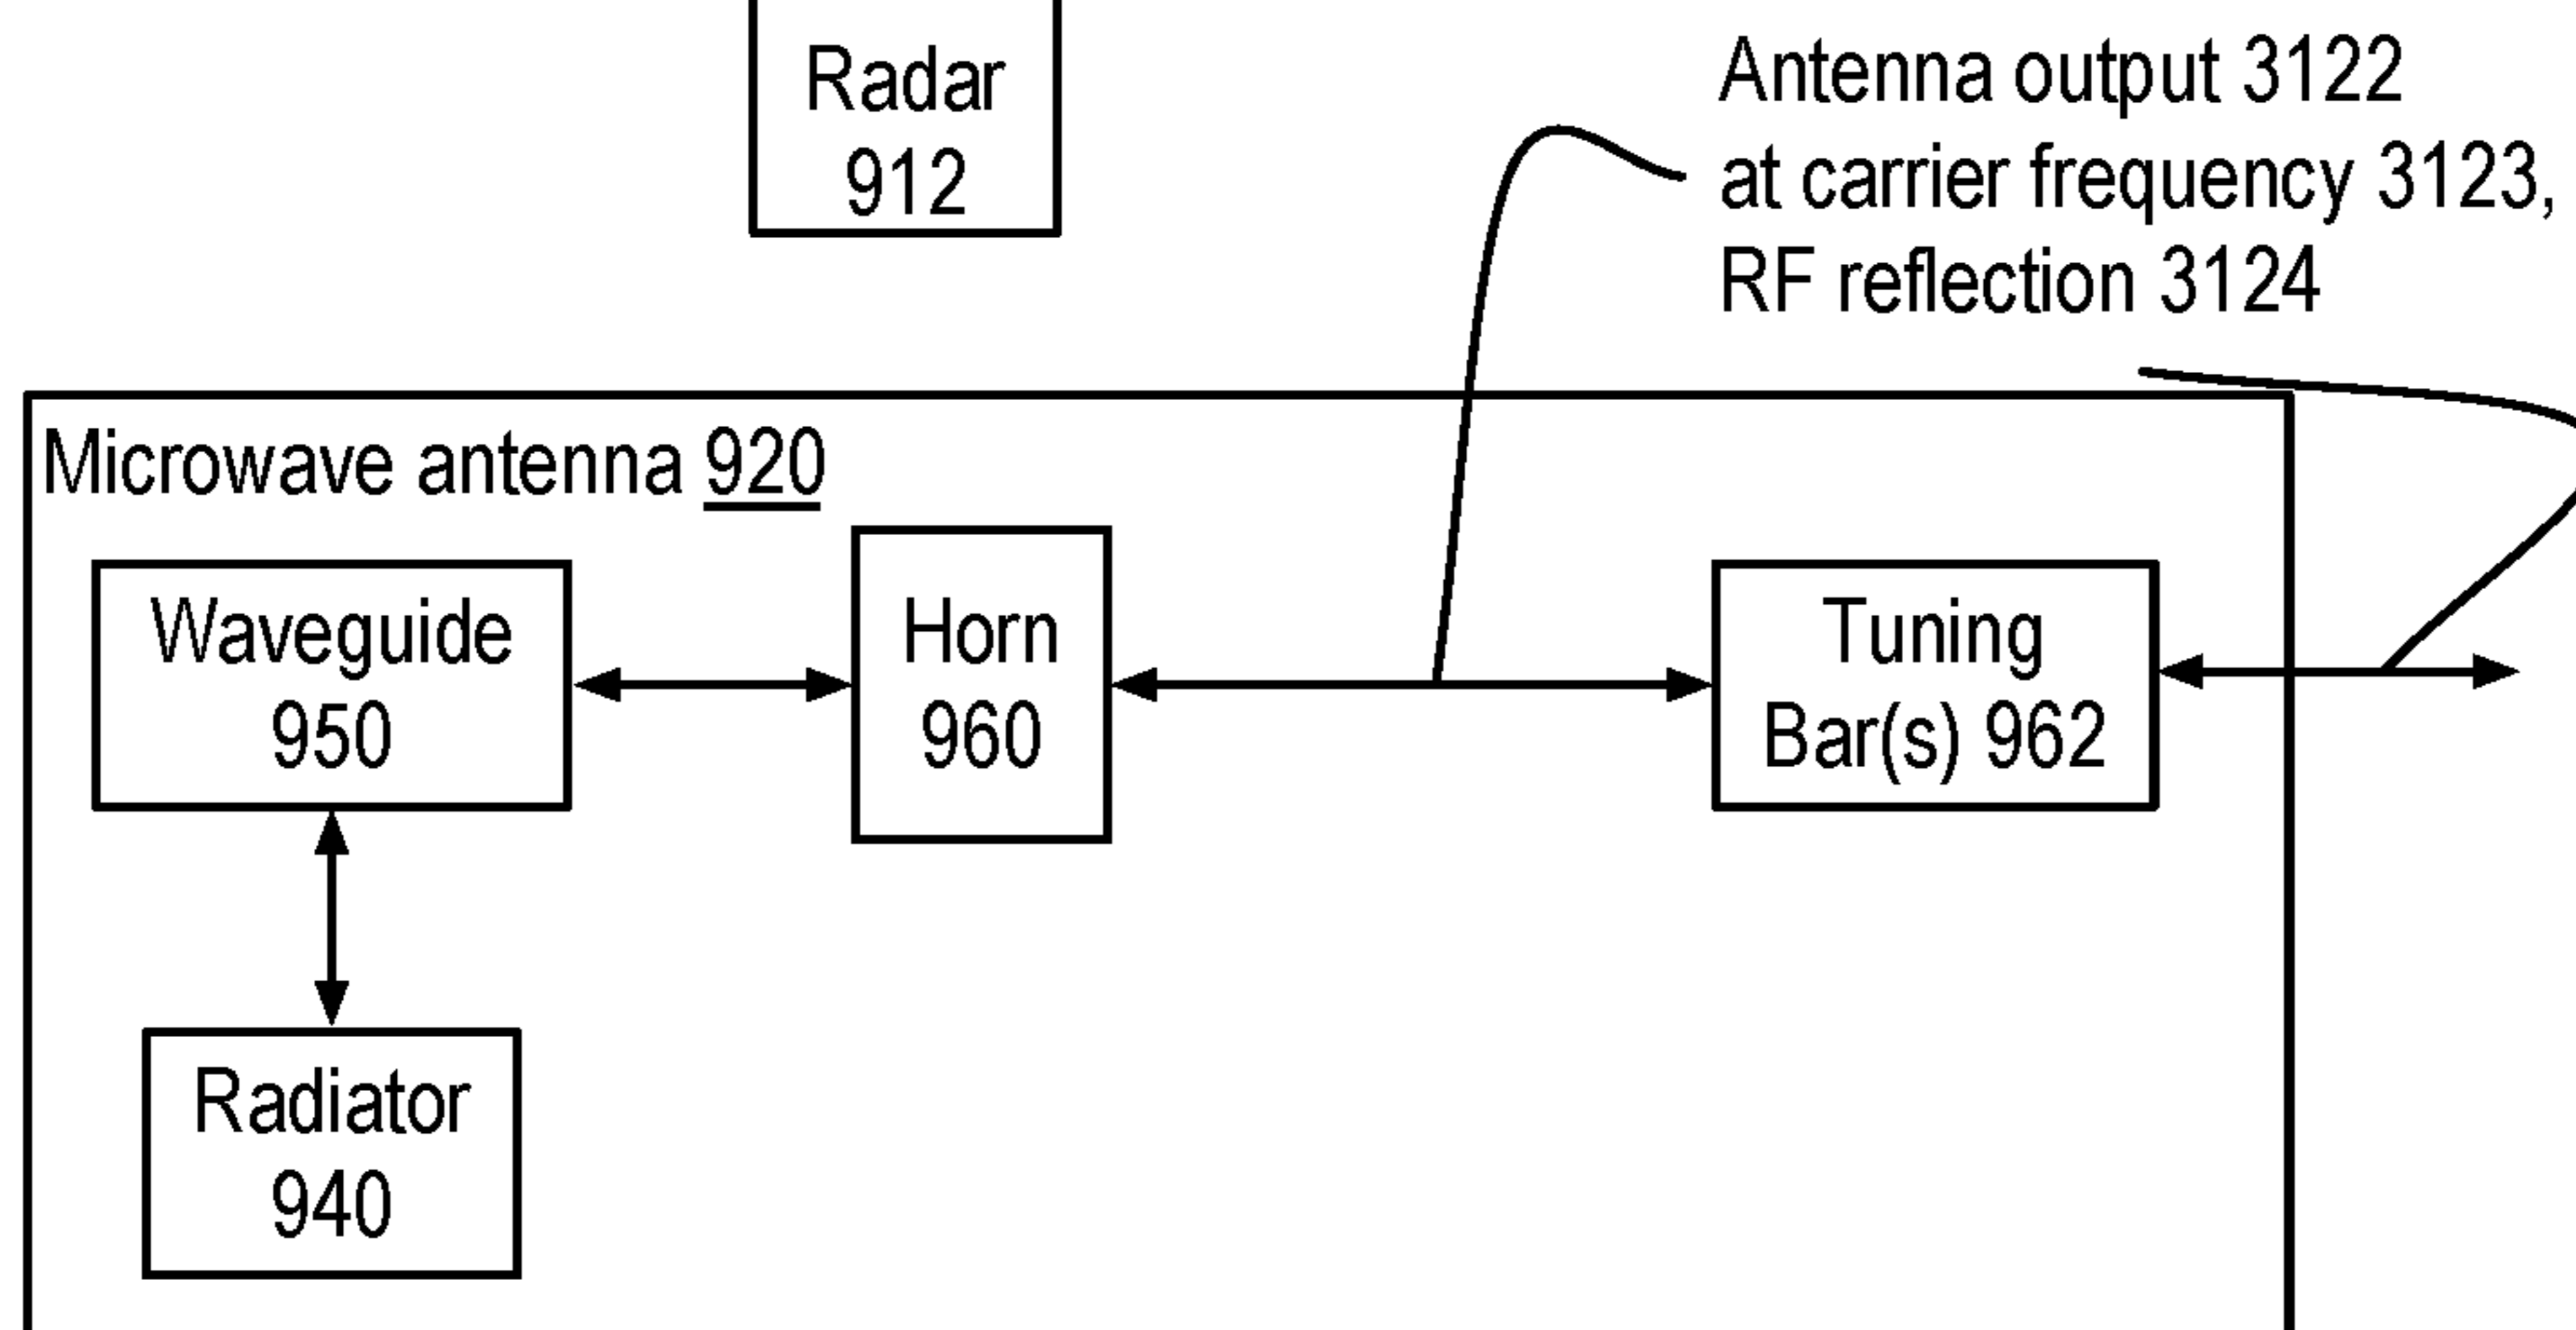 Radar
912
Antenna output 3122
at carrier frequency 3123,
RF reflection 3124
Microwave antenna 920
Waveguide
950
Horn
960
Tuning
Bar(s) 962
Radiator
940